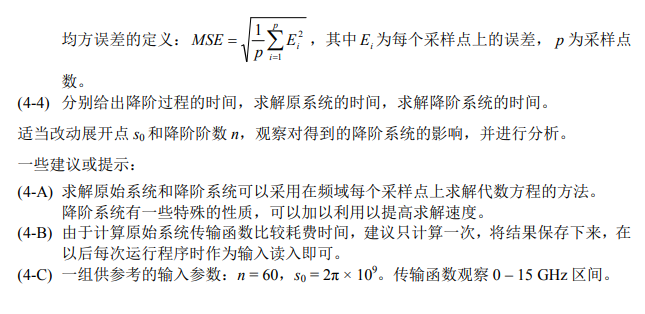 均方误差的定义：MSE = √(1/p ∑_{i=1}^{p} E_i^2)，其中 E_i 为每个采样点上的误差，p 为采样点
数。
(4-4) 分别给出降阶过程的时间，求解原系统的时间，求解降阶系统的时间。
适当改动展开点 s₀ 和降阶阶数 n，观察对得到的降阶系统的影响，并进行分析。
一些建议或提示：
(4-A) 求解原始系统和降阶系统可以采用在频域每个采样点上求解代数方程的方法。
降阶系统有一些特殊的性质，可以加以利用以提高求解速度。
(4-B) 由于计算原始系统传输函数比较耗费时间，建议只计算一次，将结果保存下来，在
以后每次运行程序时作为输入读入即可。
(4-C) 一组供参考的输入参数：n = 60，s₀ = 2π × 10⁹。传输函数观察 0 – 15 GHz 区间。